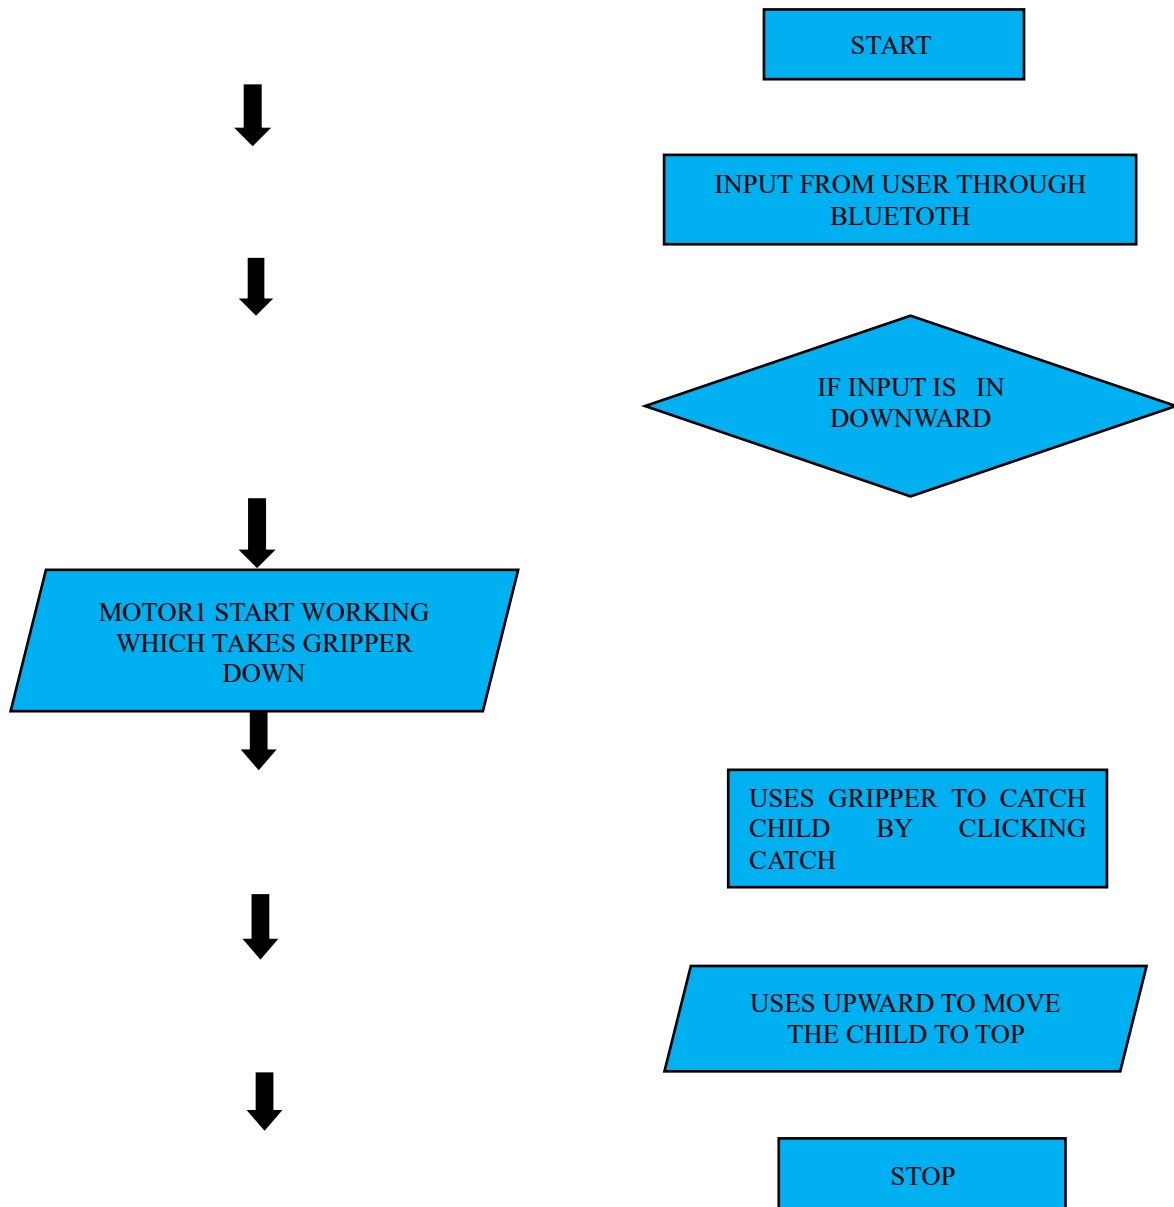 START
INPUT FROM USER THROUGH
BLUETOTH
IF INPUT IS IN
DOWNWARD
MOTOR1 START WORKING
WHICH TAKES GRIPPER
DOWN
USES GRIPPER TO CATCH
CHILD BY CLICKING
CATCH
USES UPWARD TO MOVE
THE CHILD TO TOP
STOP